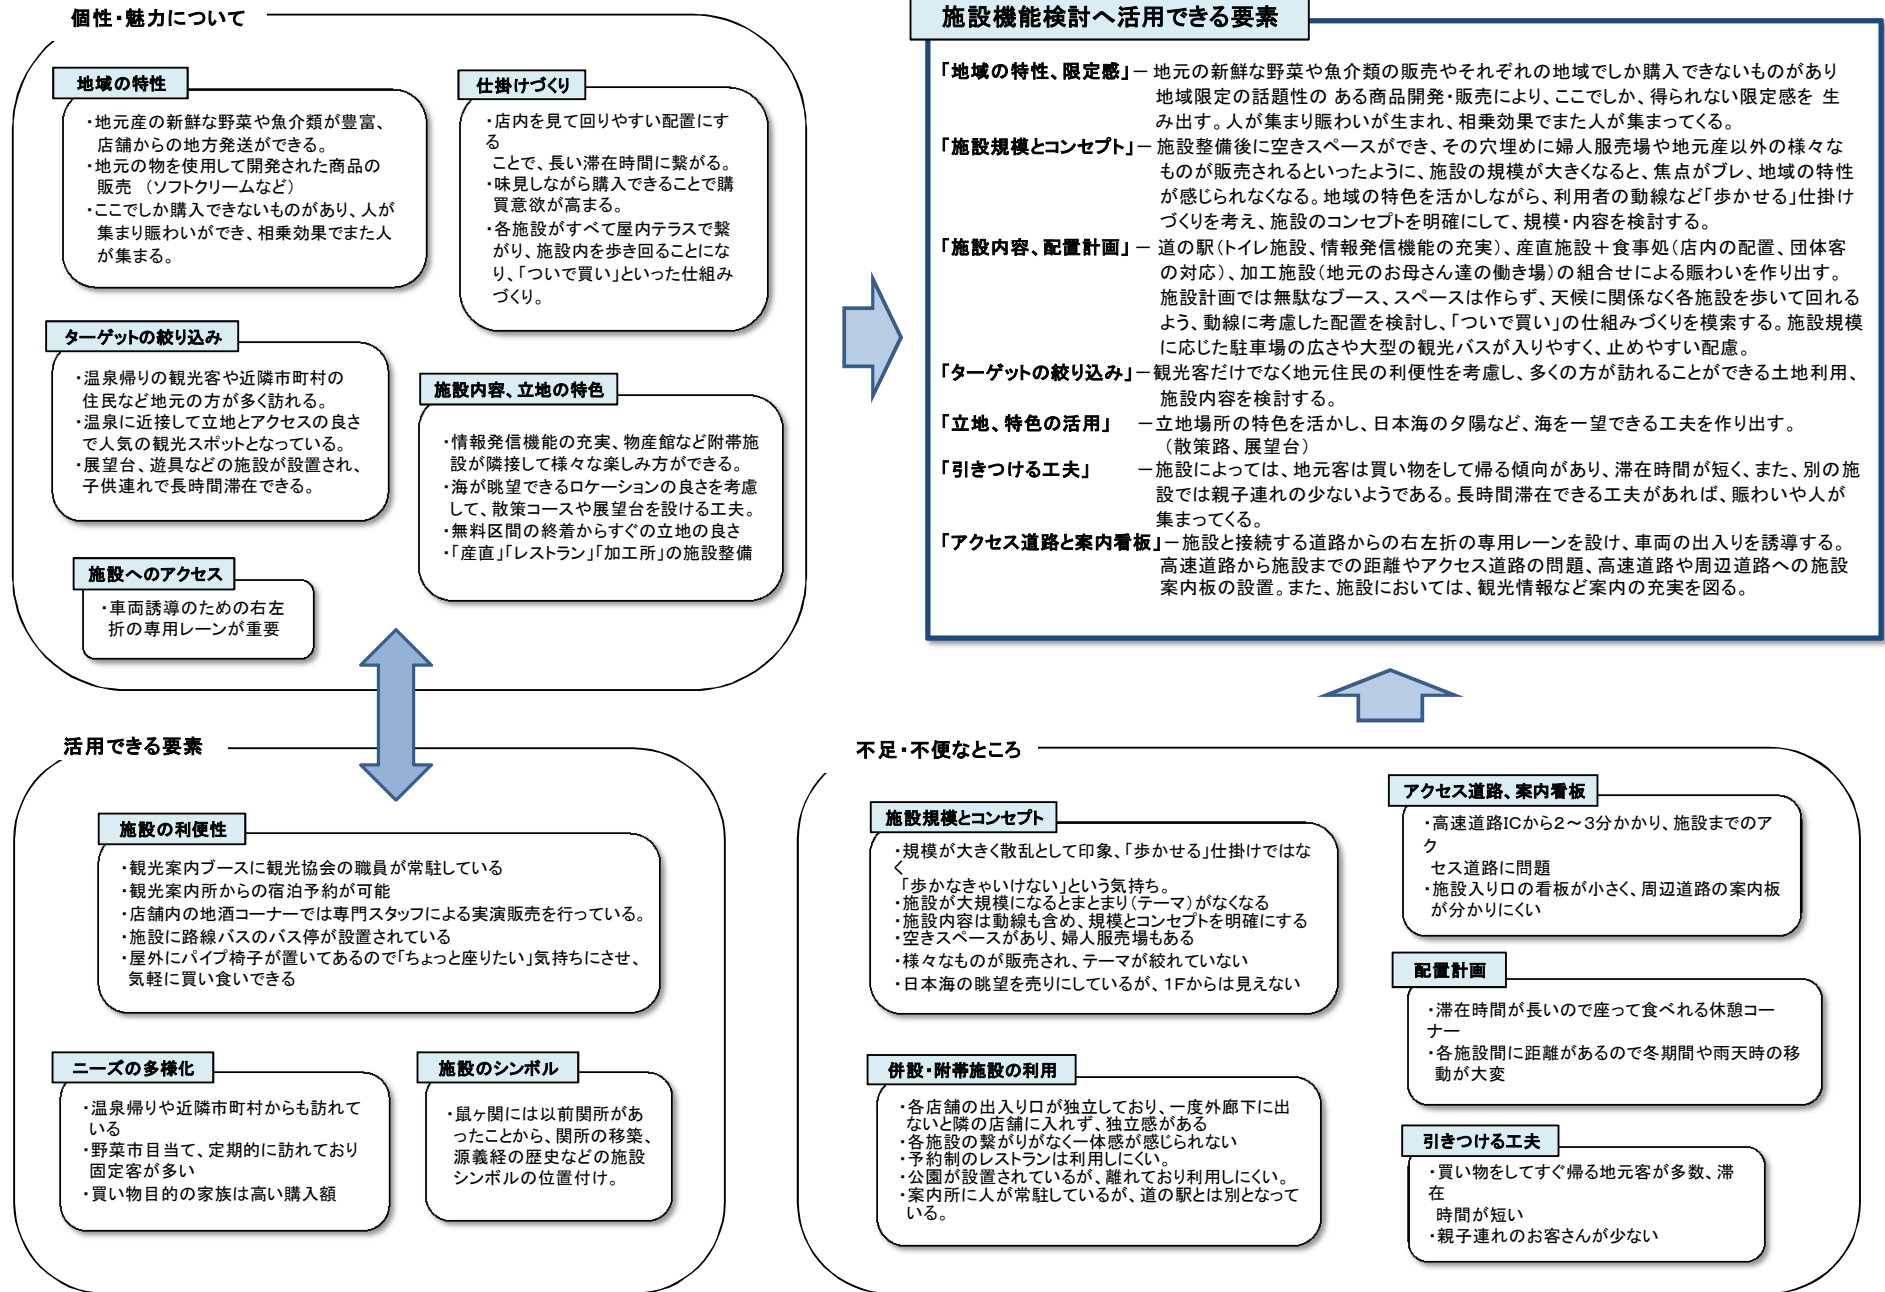 個性・魅力について
地域の特性
・地元産の新鮮な野菜や魚介類が豊富、
店舗からの地方発送ができる。
・地元の物を使用して開発された商品の
販売 （ソフトクリームなど）
・ここでしか購入できないものがあり、人が
集まり賑わいができ、相乗効果でまた人
が集まる。
仕掛けづくり
・店内を見て回りやすい配置にす
る
ことで、長い滞在時間に繋がる。
・味見しながら購入できることで購
買意欲が高まる。
・各施設がすべて屋内テラスで繋
がり、施設内を歩き回ることにな
り、「ついで買い」といった仕組み
づくり。
ターゲットの絞り込み
・温泉帰りの観光客や近隣市町村の
住民など地元の方が多く訪れる。
・温泉に近接して立地とアクセスの良さ
で人気の観光スポットとなっている。
・展望台、遊具などの施設が設置され、
子供連れで長時間滞在できる。
施設内容、立地の特色
・情報発信機能の充実、物産館など附帯施
設が隣接して様々な楽しみ方ができる。
・海が眺望できるロケーションの良さを考慮
して、散策コースや展望台を設ける工夫。
・無料区間の終着からすぐの立地の良さ
・「産直」「レストラン」「加工所」の施設整備
施設へのアクセス
・車両誘導のための右左
折の専用レーンが重要
施設機能検討へ活用できる要素
「地域の特性、限定感」－ 地元の新鮮な野菜や魚介類の販売やそれぞれの地域でしか購入できないものがあり
地域限定の話題性の ある商品開発・販売により、ここでしか、得られない限定感を 生
み出す。人が集まり賑わいが生まれ、相乗効果でまた人が集まってくる。
「施設規模とコンセプト」－ 施設整備後に空きスペースができ、その穴埋めに婦人服売場や地元産以外の様々な
ものが販売されるといったように、施設の規模が大きくなると、焦点がブレ、地域の特性
が感じられなくなる。地域の特色を活かしながら、利用者の動線など「歩かせる」仕掛け
づくりを考え、施設のコンセプトを明確にして、規模・内容を検討する。
「施設内容、配置計画」－ 道の駅（トイレ施設、情報発信機能の充実）、産直施設＋食事処（店内の配置、団体客
の対応）、加工施設（地元のお母さん達の働き場）の組合せによる賑わいを作り出す。
施設計画では無駄なブース、スペースは作らず、天候に関係なく各施設を歩いて回れる
よう、動線に考慮した配置を検討し、「ついで買い」の仕組みづくりを模索する。施設規模
に応じた駐車場の広さや大型の観光バスが入りやすく、止めやすい配慮。
「ターゲットの絞り込み」－観光客だけでなく地元住民の利便性を考慮し、多くの方が訪れることができる土地利用、
施設内容を検討する。
「立地、特色の活用」 －立地場所の特色を活かし、日本海の夕陽など、海を一望できる工夫を作り出す。
（散策路、展望台）
「引きつける工夫」 －施設によっては、地元客は買い物をして帰る傾向があり、滞在時間が短く、また、別の施
設では親子連れの少ないようである。長時間滞在できる工夫があれば、賑わいや人が
集まってくる。
「アクセス道路と案内看板」－施設と接続する道路からの右左折の専用レーンを設け、車両の出入りを誘導する。
高速道路から施設までの距離やアクセス道路の問題、高速道路や周辺道路への施設
案内板の設置。また、施設においては、観光情報など案内の充実を図る。
活用できる要素
施設の利便性
・観光案内ブースに観光協会の職員が常駐している
・観光案内所からの宿泊予約が可能
・店舗内の地酒コーナーでは専門スタッフによる実演販売を行っている。
・施設に路線バスのバス停が設置されている
・屋外にパイプ椅子が置いてあるので「ちょっと座りたい」気持ちにさせ、
気軽に買い食いできる
ニーズの多様化
・温泉帰りや近隣市町村からも訪れて
いる
・野菜市目当て、定期的に訪れており
固定客が多い
・買い物目的の家族は高い購入額
施設のシンボル
・鼠ヶ関には以前関所があ
ったことから、関所の移築、
源義経の歴史などの施設
シンボルの位置付け。
不足・不便なところ
施設規模とコンセプト
・規模が大きく散乱として印象、「歩かせる」仕掛けではな
く
「歩かなきゃいけない」という気持ち。
・施設が大規模になるとまとまり（テーマ）がなくなる
・施設内容は動線も含め、規模とコンセプトを明確にする
・空きスペースがあり、婦人服売場もある
・様々なものが販売され、テーマが絞れていない
・日本海の眺望を売りにしているが、1Fからは見えない
併設・附帯施設の利用
・各店舗の出入り口が独立しており、一度外廊下に出
ないと隣の店舗に入れず、独立感がある
・各施設の繋がりがなく一体感が感じられない
・予約制のレストランは利用しにくい。
・公園が設置されているが、離れており利用しにくい。
・案内所に人が常駐しているが、道の駅とは別となって
いる。
アクセス道路、案内看板
・高速道路ICから2～3分かかり、施設までのア
ク
セス道路に問題
・施設入り口の看板が小さく、周辺道路の案内板
が分かりにくい
配置計画
・滞在時間が長いので座って食べれる休憩コー
ナー
・各施設間に距離があるので冬期間や雨天時の移
動が大変
引きつける工夫
・買い物をしてすぐ帰る地元客が多数、滞
在
時間が短い
・親子連れのお客さんが少ない